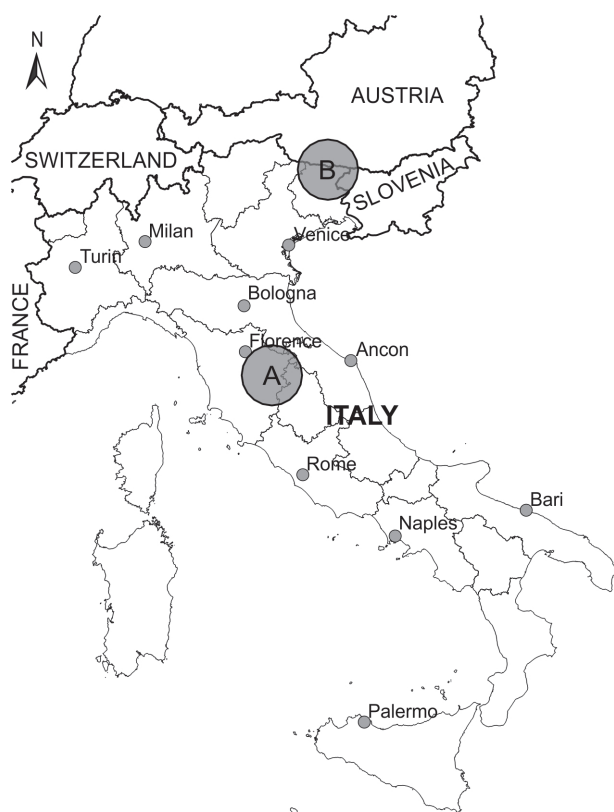 N
AUSTRIA
SWITZERLAND
B
SLOVENIA
Milan
Venice
Turin
Bologna
FRANCE
Florence
Ancon
A
ITALY
Rome
Bari
Naples
Palermo